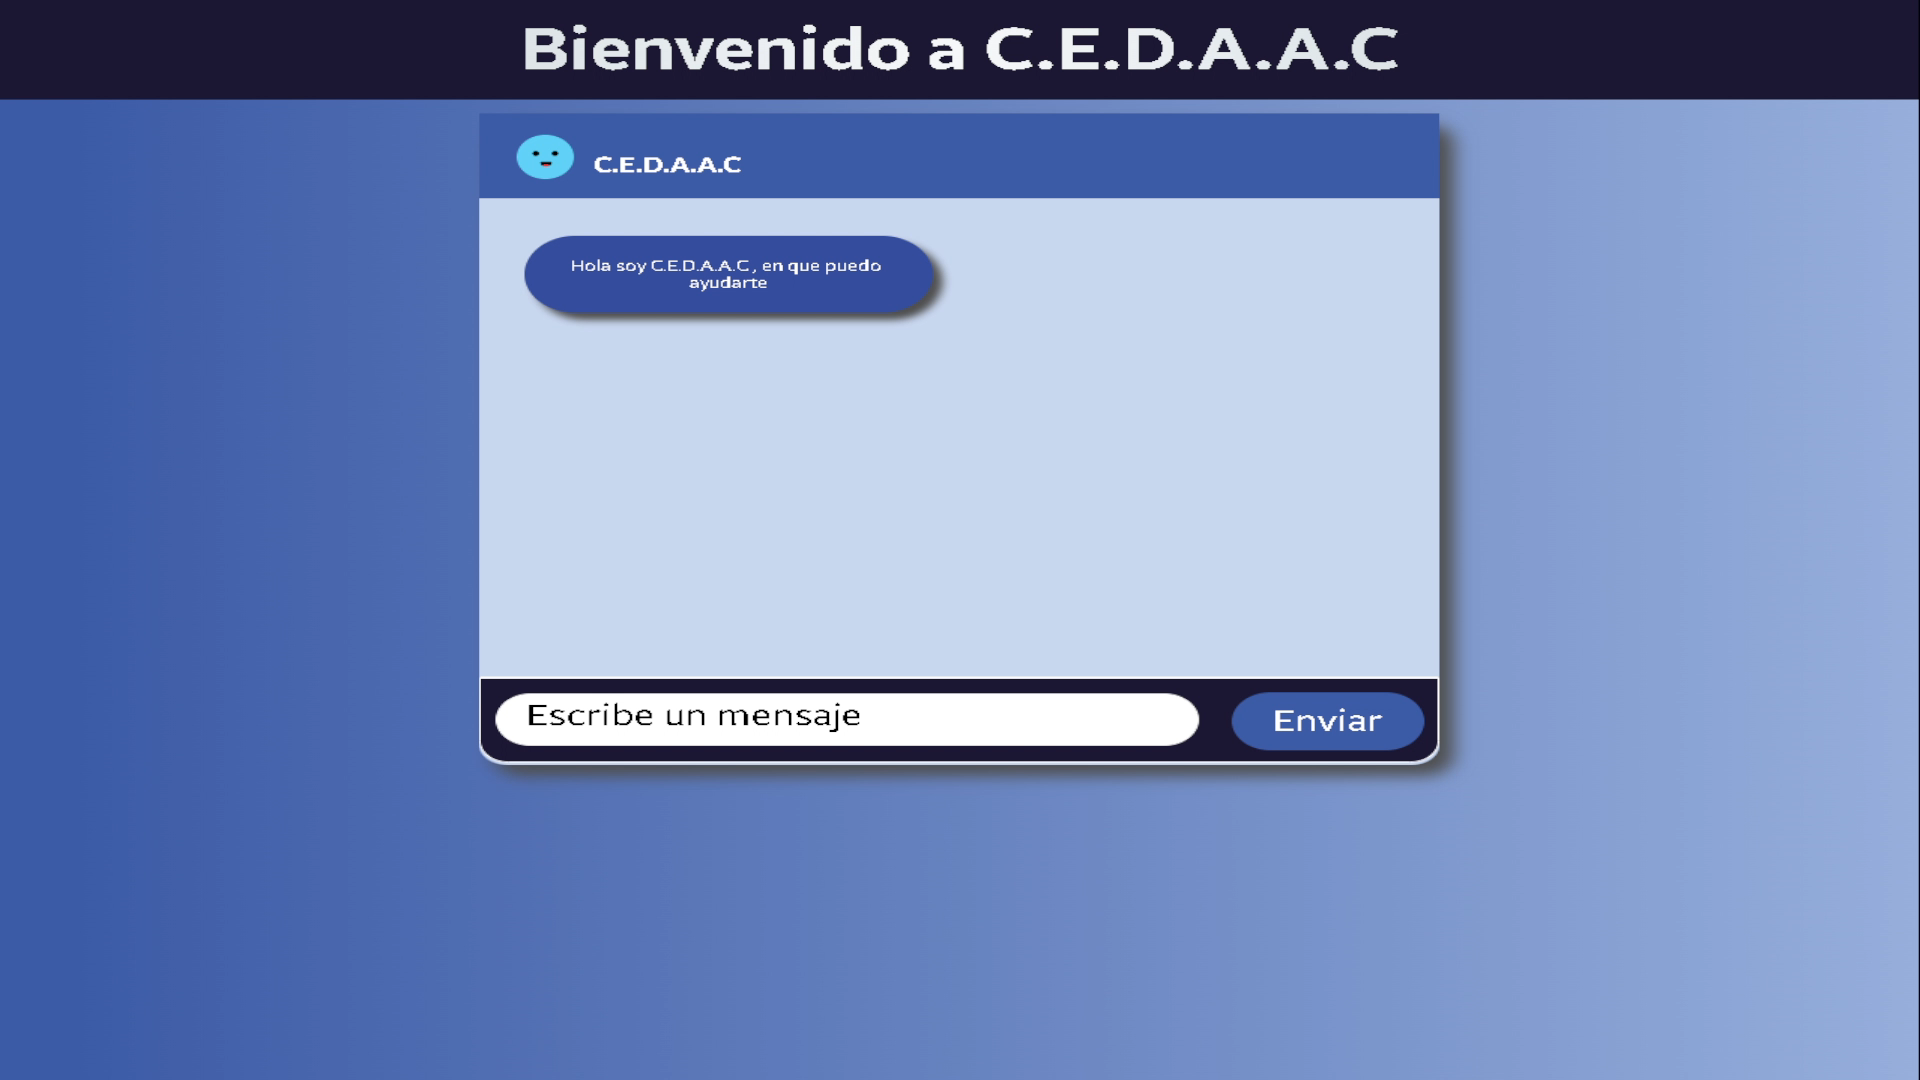 Bienvenido a C.E.D.A.A.C
C.E.D.A.A.C
Hola soy C.E.D.A.A.C , en que puedo
ayudarte
Escribe un mensaje
Enviar